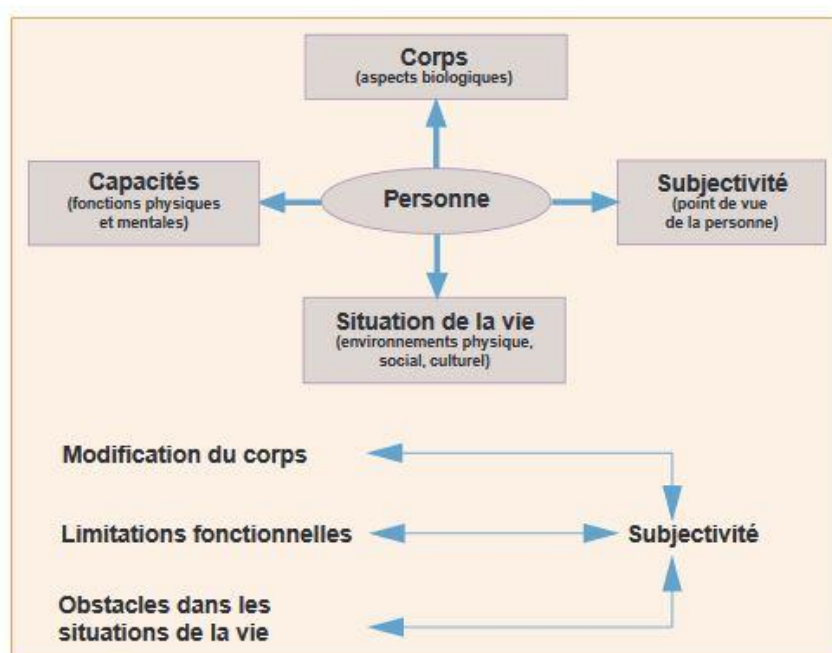 Corps
(aspects biologiques)
Capacités
(fonctions physiques
et mentales)
Personne
Subjectivité
(point de vue
de la personne)
Situation de la vie
(environnements physique,
social, culturel)
Modification du corps
Limitations fonctionnelles
Subjectivité
Obstacles dans les
situations de la vie